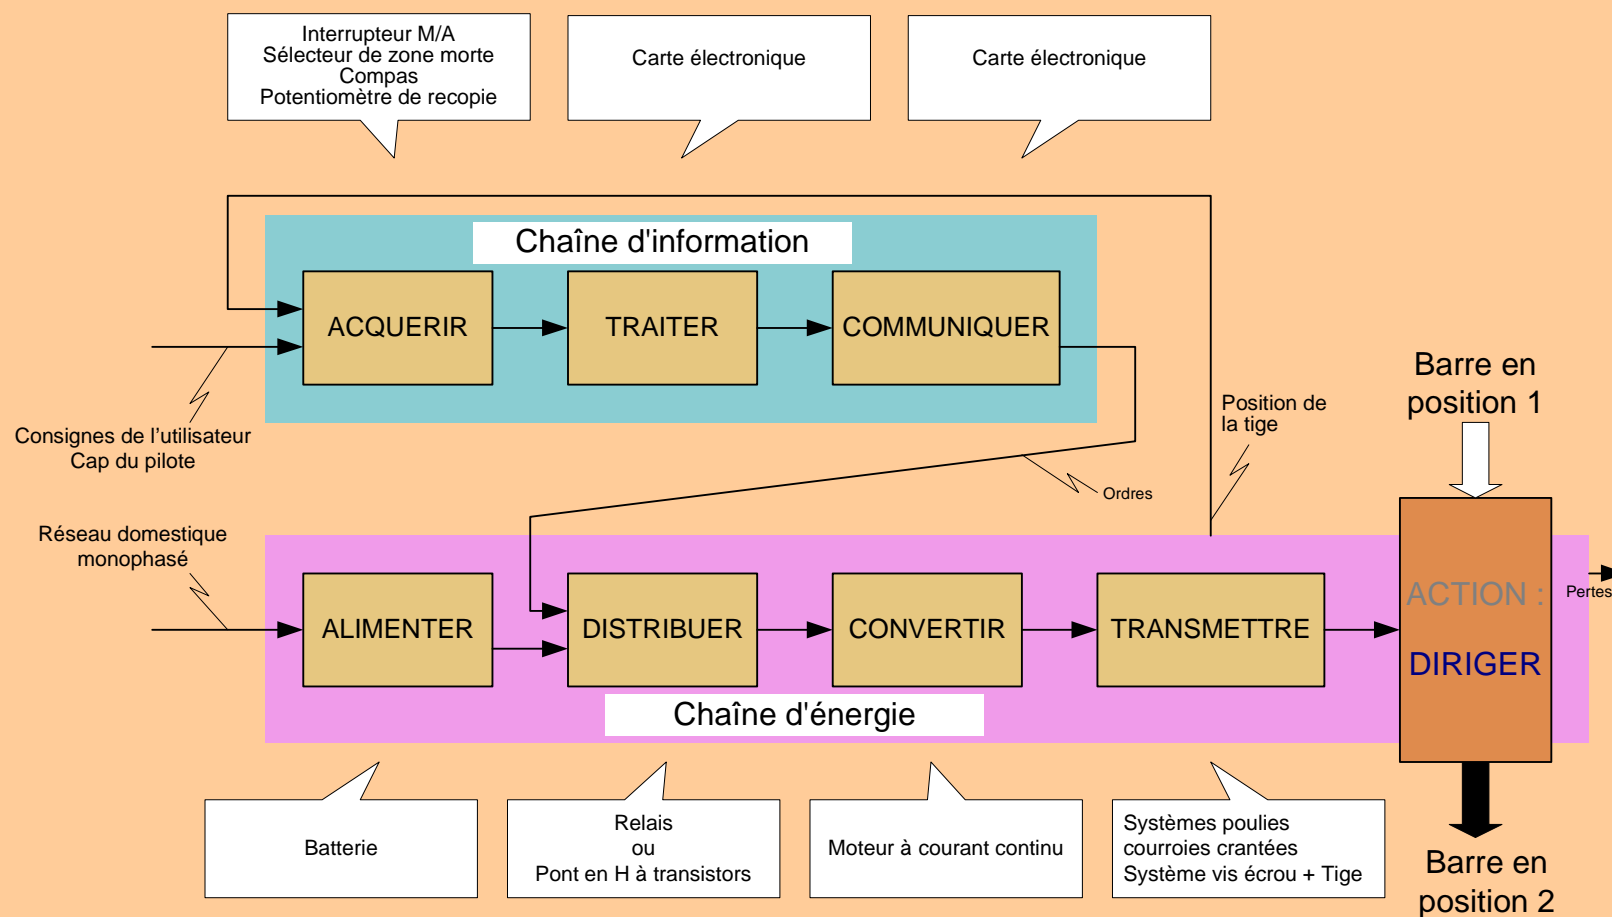 Interrupteur M/A
Sélecteur de zone morte
Compas
Potentiomètre de recopie
Carte électronique
Carte électronique
Chaîne d'information
ACQUERIR
TRAITER
COMMUNIQUER
Consignes de l’utilisateur
Cap du pilote
Position de
la tige
Barre en
position 1
Ordres
Réseau domestique
monophasé
ALIMENTER
DISTRIBUER
CONVERTIR
TRANSMETTRE
ACTION :
DIRIGER
Pertes
Chaîne d'énergie
Batterie
Relais
ou
Pont en H à transistors
Moteur à courant continu
Systèmes poulies
courroies crantées
Système vis écrou + Tige
Barre en
position 2